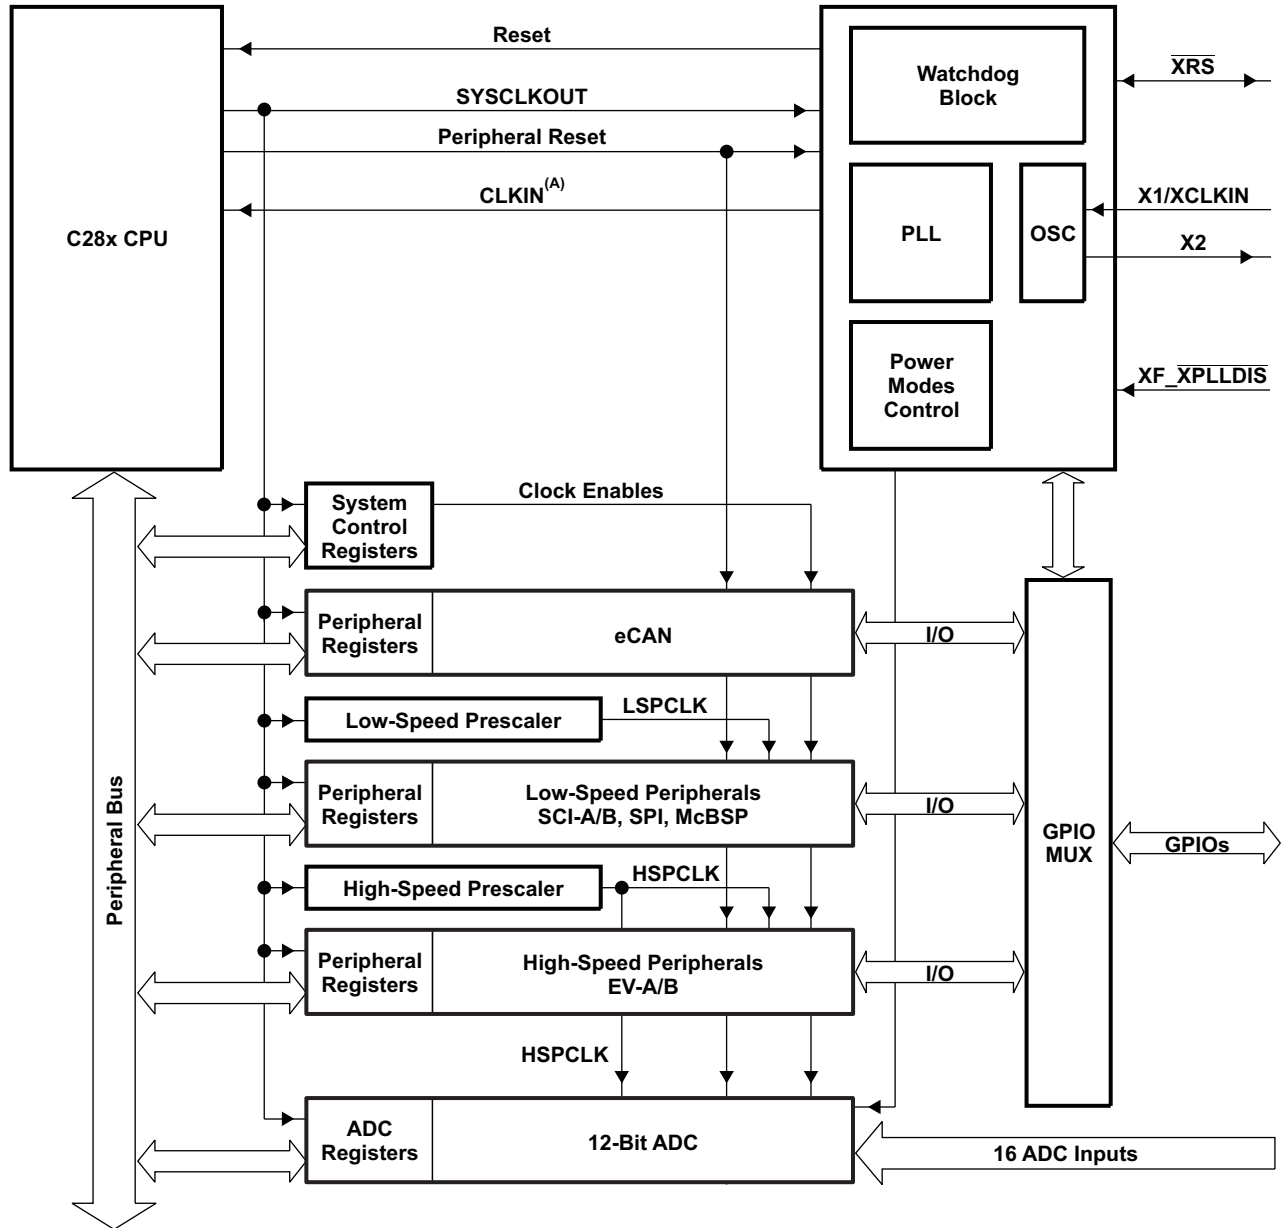 Reset
Watchdog
Block
XRS
SYSCLKOUT
Peripheral Reset
CLKIN(A)
X1/XCLKIN
C28x CPU
PLL
OSC
X2
Power
Modes
Control
XF_XPLLDIS
Clock Enables
System
Control
Registers
Peripheral
Registers
eCAN
I/O
Low-Speed Prescaler
LSPCLK
Peripheral
Registers
Low-Speed Peripherals
SCI-A/B, SPI, McBSP
I/O
GPIO
MUX
GPIOs
Peripheral Bus
High-Speed Prescaler
HSPCLK
Peripheral
Registers
High-Speed Peripherals
EV-A/B
I/O
HSPCLK
ADC
Registers
12-Bit ADC
16 ADC Inputs